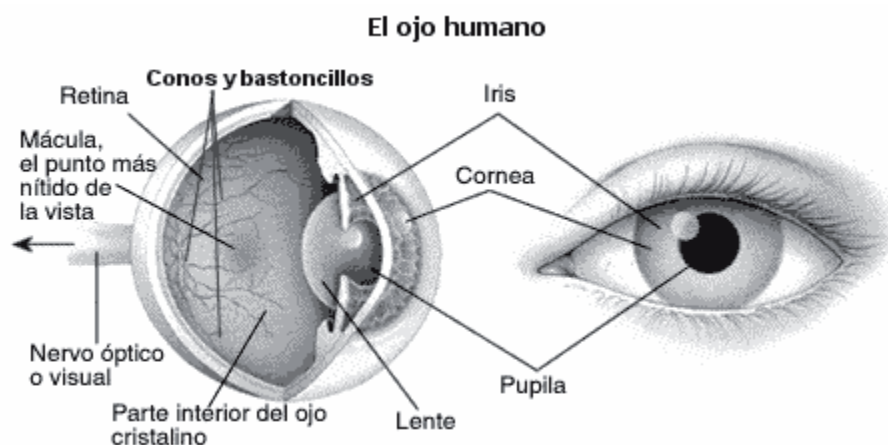 El ojo humano
Conos y bastoncillos
Retina
Mácula,
el punto más
nítido de
la vista
Nervo óptico
o visual
Parte interior del ojo
cristalino
Lente
Iris
Cornea
Pupila